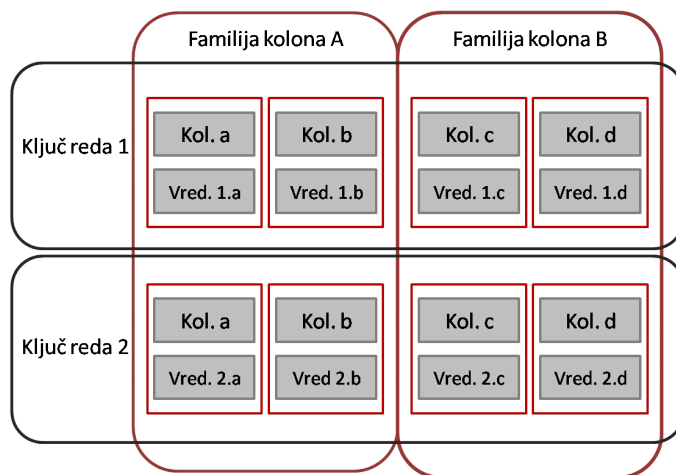 Familija kolona A
Familija kolona B
Ključ reda 1
Kol. a
Kol. b
Kol. c
Kol. d
Vred. 1.a
Vred. 1.b
Vred. 1.c
Vred. 1.d
Ključ reda 2
Kol. a
Kol. b
Kol. c
Kol. d
Vred. 2.a
Vred 2.b
Vred. 2.c
Vred. 2.d